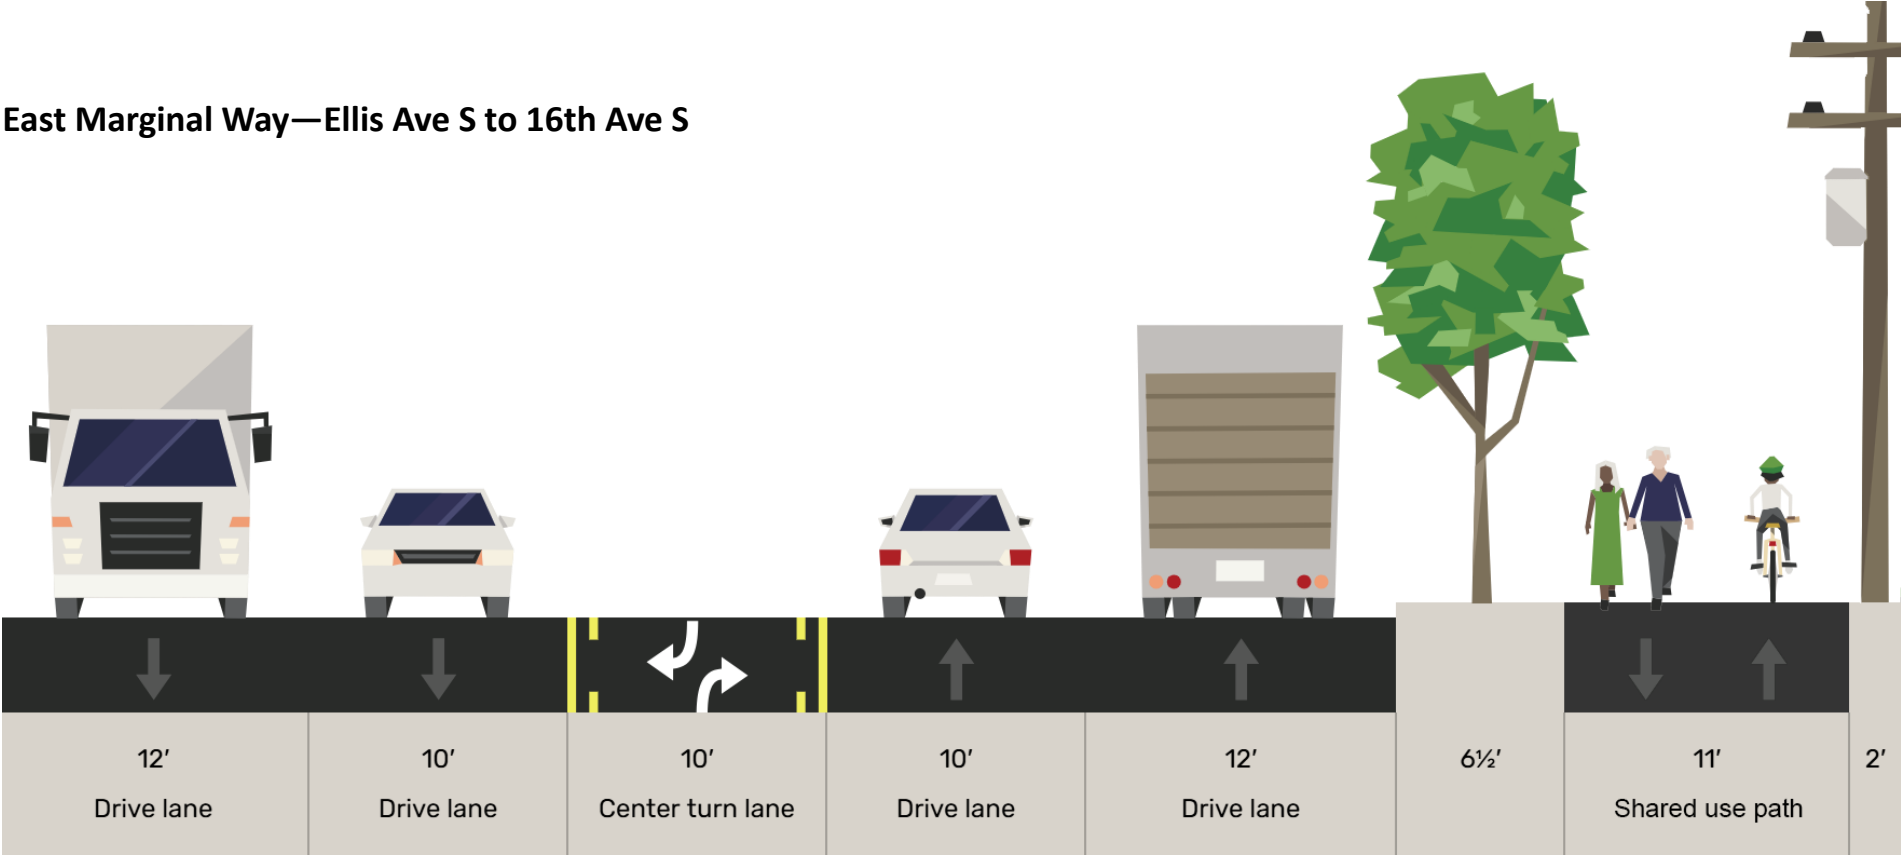 East Marginal Way—Ellis Ave S to 16th Ave S
12′ 10′ 10′ 10′ 12′ 6½′ 11′ 2′
Drive lane Drive lane Center turn lane Drive lane Drive lane Shared use path